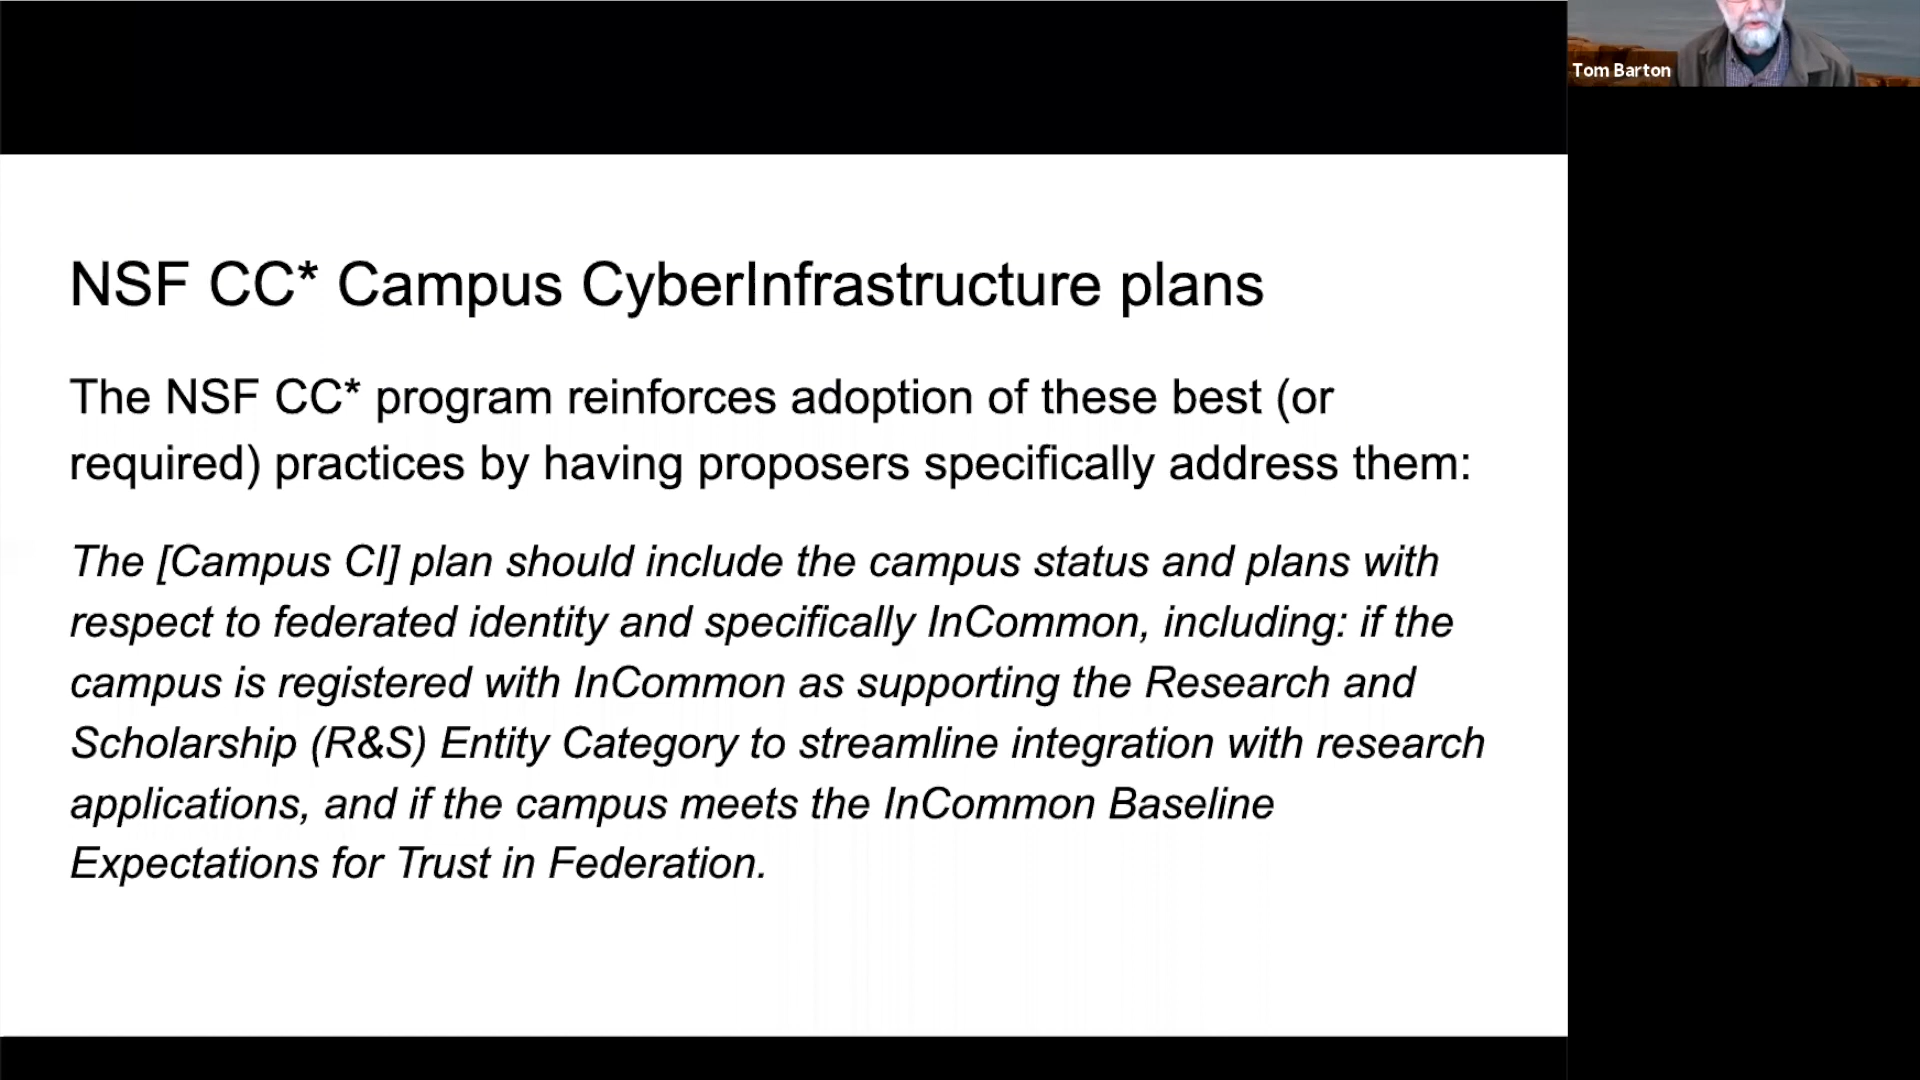 Tom Barton
NSF CC* Campus CyberInfrastructure plans
The NSF CC* program reinforces adoption of these best (or
required) practices by having proposers specifically address them:
The [Campus CI] plan should include the campus status and plans with
respect to federated identity and specifically InCommon, including: if the
campus is registered with InCommon as supporting the Research and
Scholarship (R&S) Entity Category to streamline integration with research
applications, and if the campus meets the InCommon Baseline
Expectations for Trust in Federation.